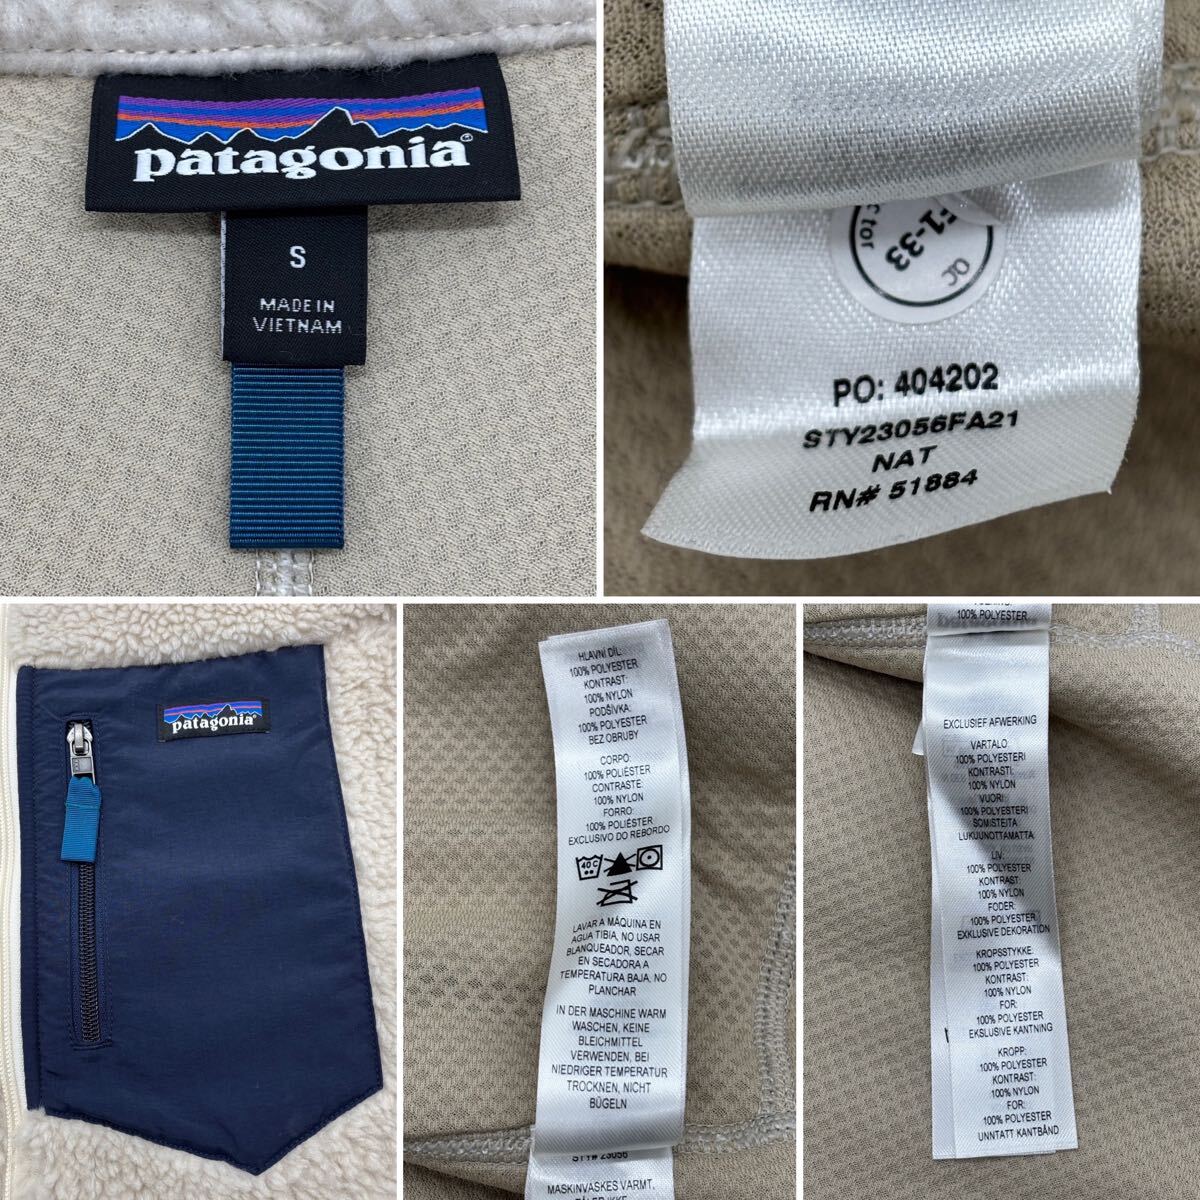 patagonia®
S
MADE IN
VIETNAM
F1-33
QC
tor
PO: 404202
STY23056FA21
NAT
RN# 51884
patagonia
HLAVNÍ DÍL:
100% POLYESTER
KONTRAST:
100% NYLON
PODŠIVKA:
100% POLYESTER
BEZ OBRUBY
CORPO:
100% POLIÉSTER
CONTRASTE:
100% NYLON
FORRO:
100% POLIÉSTER
EXCLUSIVO DO REBORDO
40 C
LAVAR A MÁQUINA EN
AGUA TIBIA, NO USAR
BLANQUEADOR, SECAR
EN SECADORA A
TEMPERATURA BAJA, NO
PLANCHAR
IN DER MASCHINE WARM
WASCHEN, KEINE
BLEICHMITTEL
VERWENDEN, BEI
NIEDRIGER TEMPERATUR
TROCKNEN, NICHT
BÜGELN
STY# 23056
MASKINVASKES VARMT,
100% POLYESTER
EXCLUSIEF AFWERKING
VARTALO:
100% POLYESTERI
KONTRASTI:
100% NYLON
VUORI:
100% POLYESTERI
SOMISTEITA
LUKUUNOTTAMATTA
LIV:
100% POLYESTER
KONTRAST:
100% NYLON
FODER:
100% POLYESTER
EXKLUSIVE DEKORATION
KROPSSTYKKE:
100% POLYESTER
KONTRAST:
100% NYLON
FOR:
100% POLYESTER
EKSLUSIVE KANTNING
KROPP:
100% POLYESTER
KONTRAST:
100% NYLON
FOR:
100% POLYESTER
UNNTATT KANTBÅND